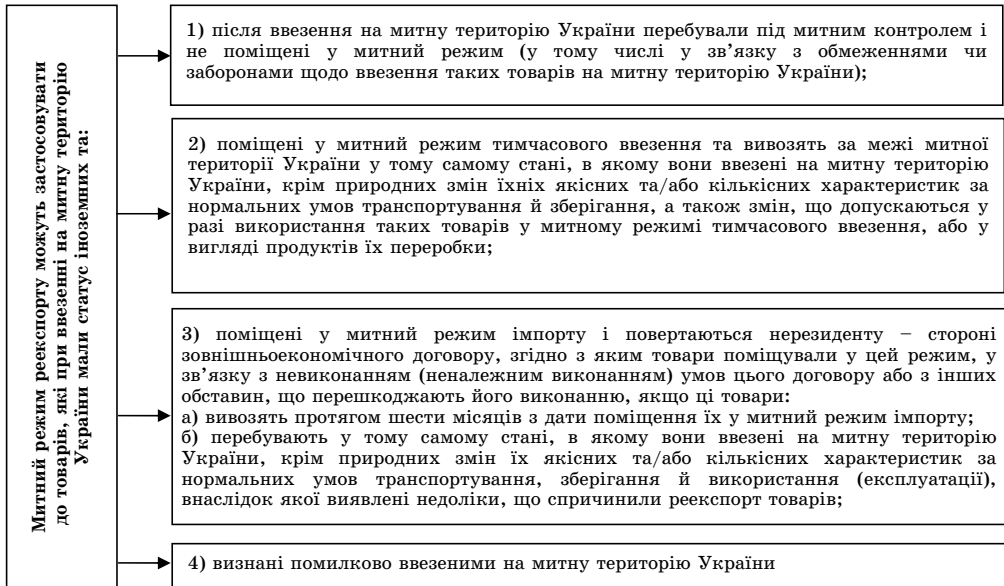 Митний режим реекспорту можуть застосовувати
до товарів, які при ввезенні на митну територію
України мали статус іноземних та:
1) після ввезення на митну територію України перебували під митним контролем і
не поміщені у митний режим (у тому числі у зв’язку з обмеженнями чи
заборонами щодо ввезення таких товарів на митну територію України);
2) поміщені у митний режим тимчасового ввезення та вивозять за межі митної
території України у тому самому стані, в якому вони ввезені на митну територію
України, крім природних змін їхніх якісних та/або кількісних характеристик за
нормальних умов транспортування й зберігання, а також змін, що допускаються у
разі використання таких товарів у митному режимі тимчасового ввезення, або у
вигляді продуктів їх переробки;
3) поміщені у митний режим імпорту і повертаються нерезиденту – стороні
зовнішньоекономічного договору, згідно з яким товари поміщували у цей режим, у
зв’язку з невиконанням (неналежним виконанням) умов цього договору або з інших
обставин, що перешкоджають його виконанню, якщо ці товари:
а) вивозять протягом шести місяців з дати поміщення їх у митний режим імпорту;
б) перебувають у тому самому стані, в якому вони ввезені на митну територію
України, крім природних змін їх якісних та/або кількісних характеристик за
нормальних умов транспортування, зберігання й використання (експлуатації),
внаслідок якої виявлені недоліки, що спричинили реекспорт товарів;
4) визнані помилково ввезеними на митну територію України